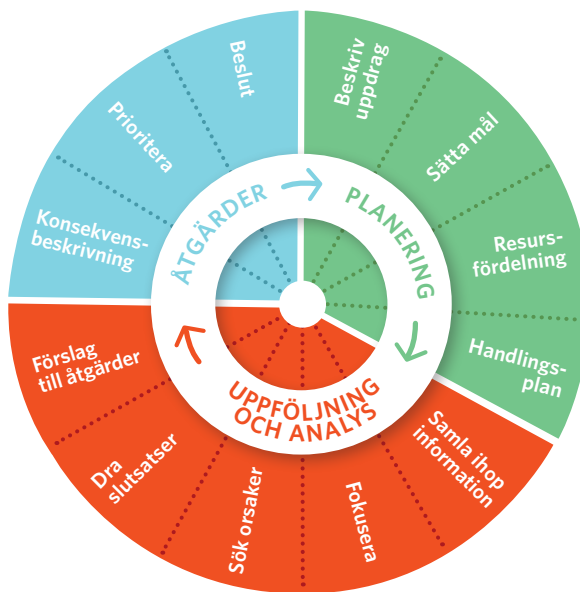 Beskriv
uppdrag
Sätta mål
Resurs-
fördelning
Handlings-
plan
Samla ihop
information
Fokusera
Sök orsaker
Dra
slutsatser
Förslag
till åtgärder
Konsekvens-
beskrivning
Prioritera
Beslut
PLANERING
UPPFÖLJNING
OCH ANALYS
ÅTGÄRDER